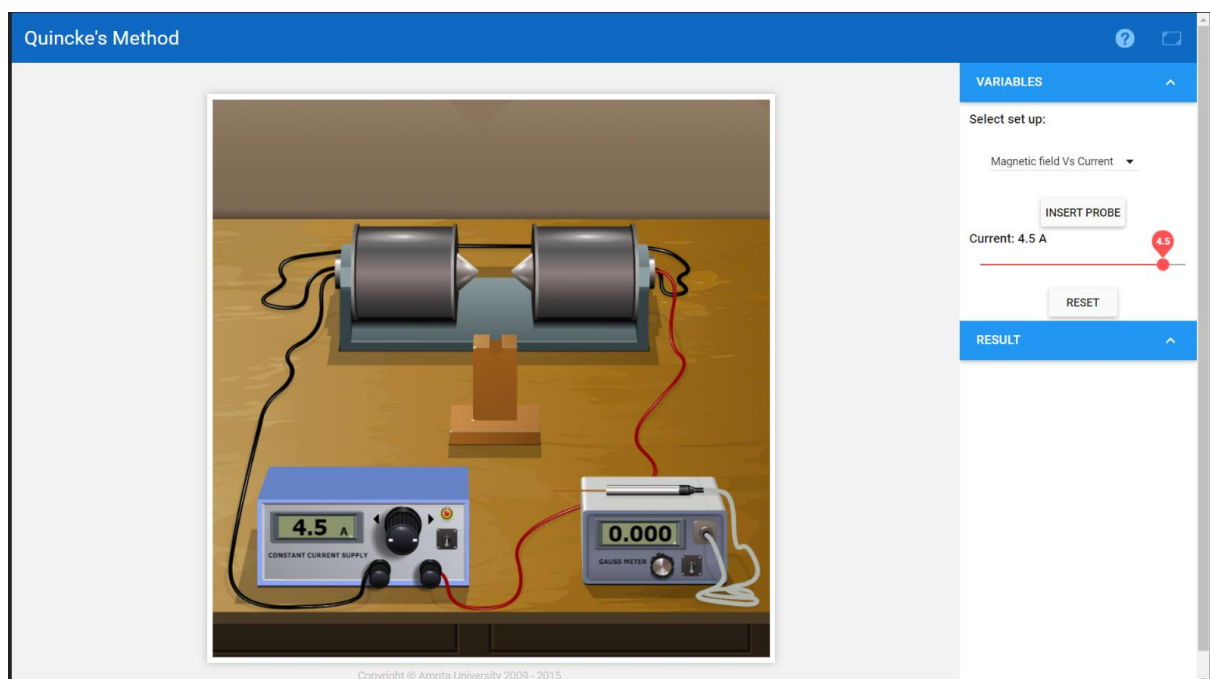 Quincke's Method
?
VARIABLES
Select set up:
Magnetic field Vs Current
INSERT PROBE
Current: 4.5 A
4.5
RESET
RESULT
4.5 A
CONSTANT CURRENT SUPPLY
0.000
GAUSS METER
Copyright © Amrita University 2009 - 2015